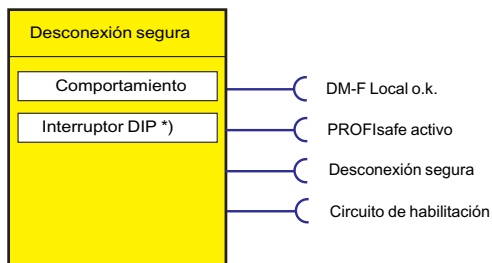 Desconexión segura
Comportamiento
DM-F Local o.k.
Interruptor DIP *)
PROFIsafe activo
Desconexión segura
Circuito de habilitación